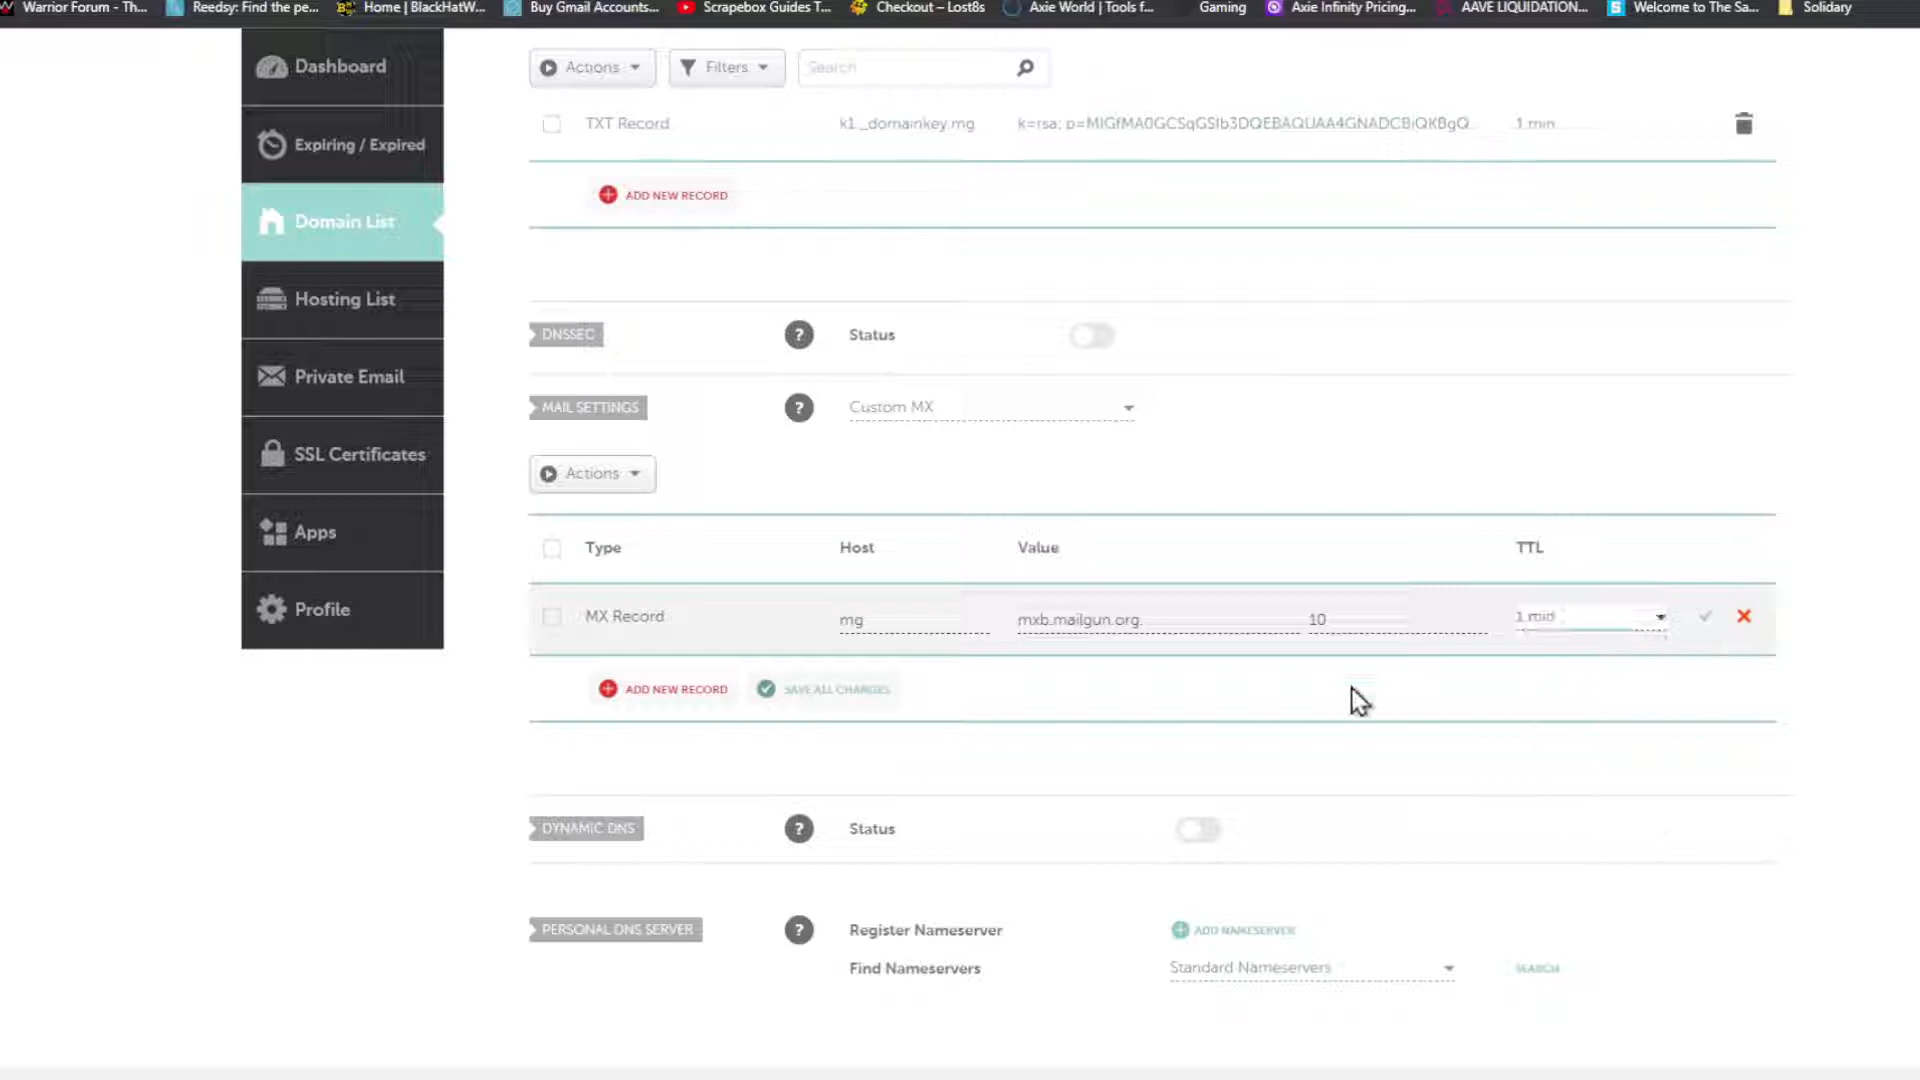 Warrior Forum - Th...
Reedsy: Find the pe...
Home | BlackHatW...
Buy Gmail Accounts...
Scrapebox Guides T...
Checkout – Lost8s
Axie World | Tools f...
Gaming
Axie Infinity Pricing...
AAVE LIQUIDATION...
Welcome to The Sa...
Solidary
Dashboard
Expiring / Expired
Domain List
Hosting List
Private Email
SSL Certificates
Apps
Profile
Actions
Filters
Search
TXT Record k1._domainkey.mg 1 min
ADD NEW RECORD
DNSSEC ? Status
MAIL SETTINGS ? Custom MX
Actions
Type Host Value TTL
MX Record mg mxb.mailgun.org. 10 1 min
ADD NEW RECORD SAVE ALL CHANGES
DYNAMIC DNS ? Status
PERSONAL DNS SERVER ? Register Nameserver ADD NAMESERVER
Find Nameservers Standard Nameservers SEARCH